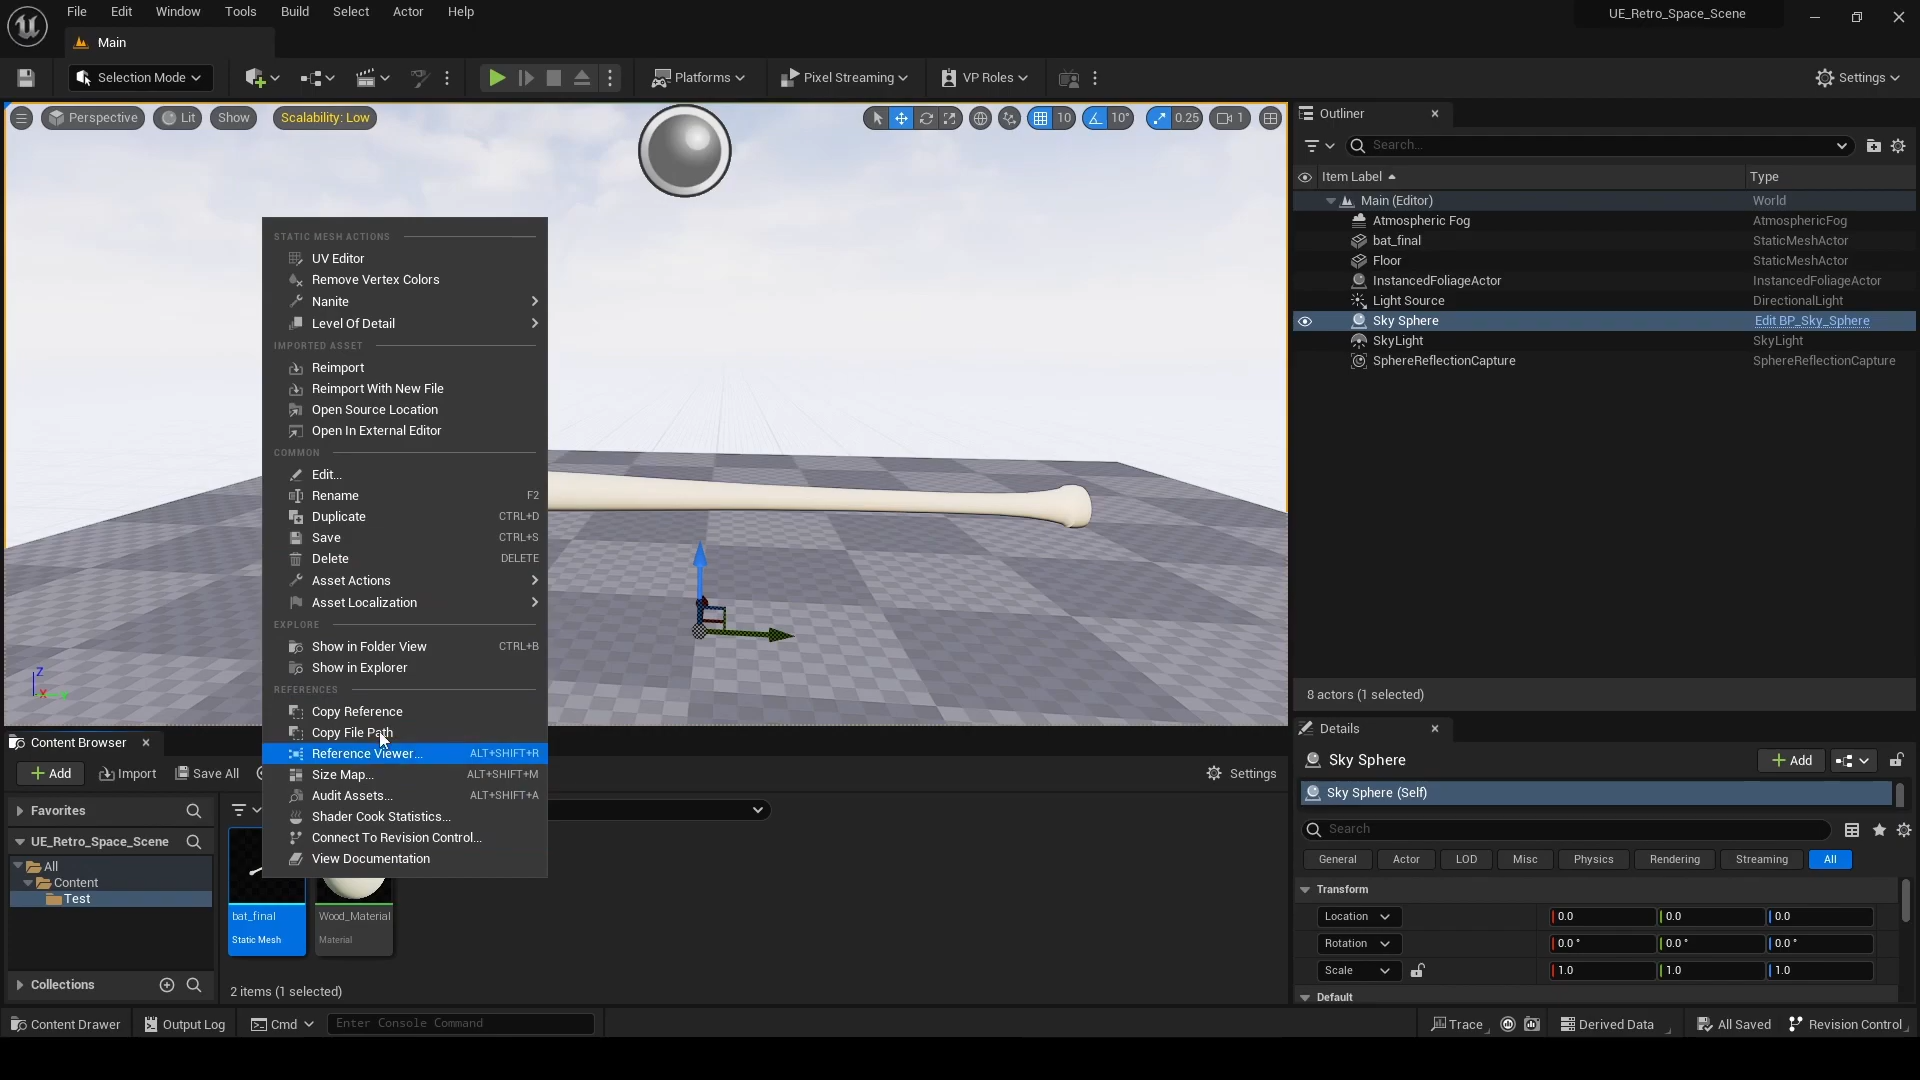 File Edit Window Tools Build Select Actor Help
UE_Retro_Space_Scene
Main
Selection Mode
Platforms
Pixel Streaming
VP Roles
Settings
Perspective
Lit
Show
Scalability: Low
10
10°
0.25
1
STATIC MESH ACTIONS
UV Editor
Remove Vertex Colors
Nanite
Level Of Detail
IMPORTED ASSET
Reimport
Reimport With New File
Open Source Location
Open In External Editor
COMMON
Edit...
Rename F2
Duplicate CTRL+D
Save CTRL+S
Delete DELETE
Asset Actions
Asset Localization
EXPLORE
Show in Folder View CTRL+B
Show in Explorer
REFERENCES
Copy Reference
Copy File Path
Reference Viewer... ALT+SHIFT+R
Size Map... ALT+SHIFT+M
Audit Assets... ALT+SHIFT+A
Shader Cook Statistics...
Connect To Revision Control...
View Documentation
Z
X
Outliner
Search...
Item Label Type
Main (Editor) World
Atmospheric Fog AtmosphericFog
bat_final StaticMeshActor
Floor StaticMeshActor
InstancedFoliageActor InstancedFoliageActor
Light Source DirectionalLight
Sky Sphere Edit BP_Sky_Sphere
SkyLight SkyLight
SphereReflectionCapture SphereReflectionCapture
8 actors (1 selected)
Content Browser
Add Import Save All
Settings
Favorites
UE_Retro_Space_Scene
All
Content
Test
Collections
bat_final
Static Mesh
Wood_Material
Material
2 items (1 selected)
Details
Sky Sphere
Add
Sky Sphere (Self)
Search
General Actor LOD Misc Physics Rendering Streaming All
Transform
Location 0.0 0.0 0.0
Rotation 0.0 ° 0.0 ° 0.0 °
Scale 1.0 1.0 1.0
Default
Content Drawer Output Log Cmd Enter Console Command
Trace Derived Data All Saved Revision Control